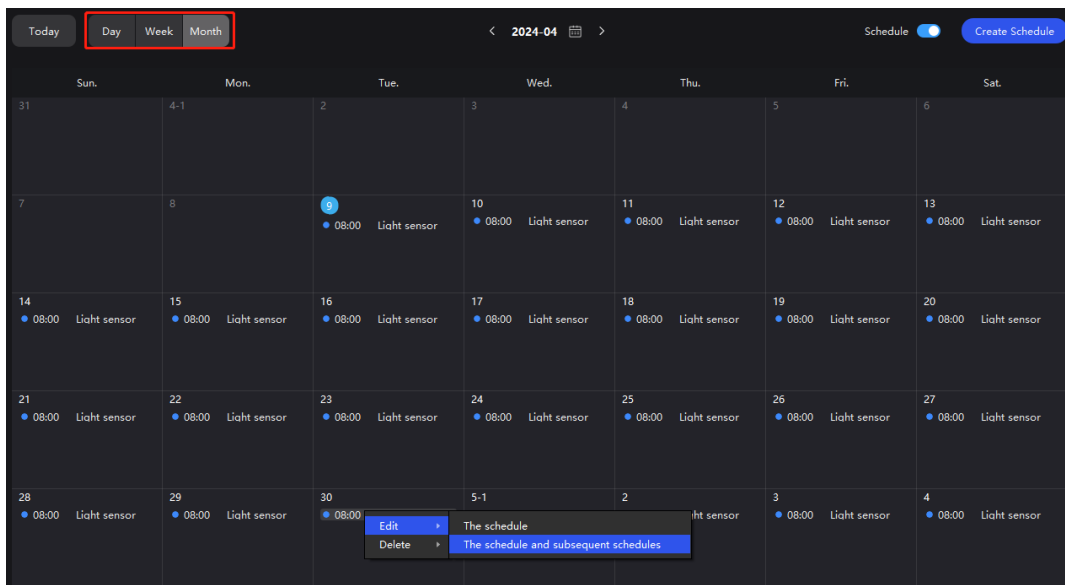 Today Day Week Month < 2024-04 > Schedule Create Schedule
Sun. Mon. Tue. Wed. Thu. Fri. Sat.
31 4-1 2 3 4 5 6
7 8 9 10 11 12 13
08:00 Light sensor 08:00 Light sensor 08:00 Light sensor 08:00 Light sensor 08:00 Light sensor
14 15 16 17 18 19 20
08:00 Light sensor 08:00 Light sensor 08:00 Light sensor 08:00 Light sensor 08:00 Light sensor 08:00 Light sensor 08:00 Light sensor
21 22 23 24 25 26 27
08:00 Light sensor 08:00 Light sensor 08:00 Light sensor 08:00 Light sensor 08:00 Light sensor 08:00 Light sensor 08:00 Light sensor
28 29 30 5-1 2 3 4
08:00 Light sensor 08:00 Light sensor 08:00 sensor 08:00 Light sensor 08:00 Light sensor
Edit The schedule
Delete The schedule and subsequent schedules